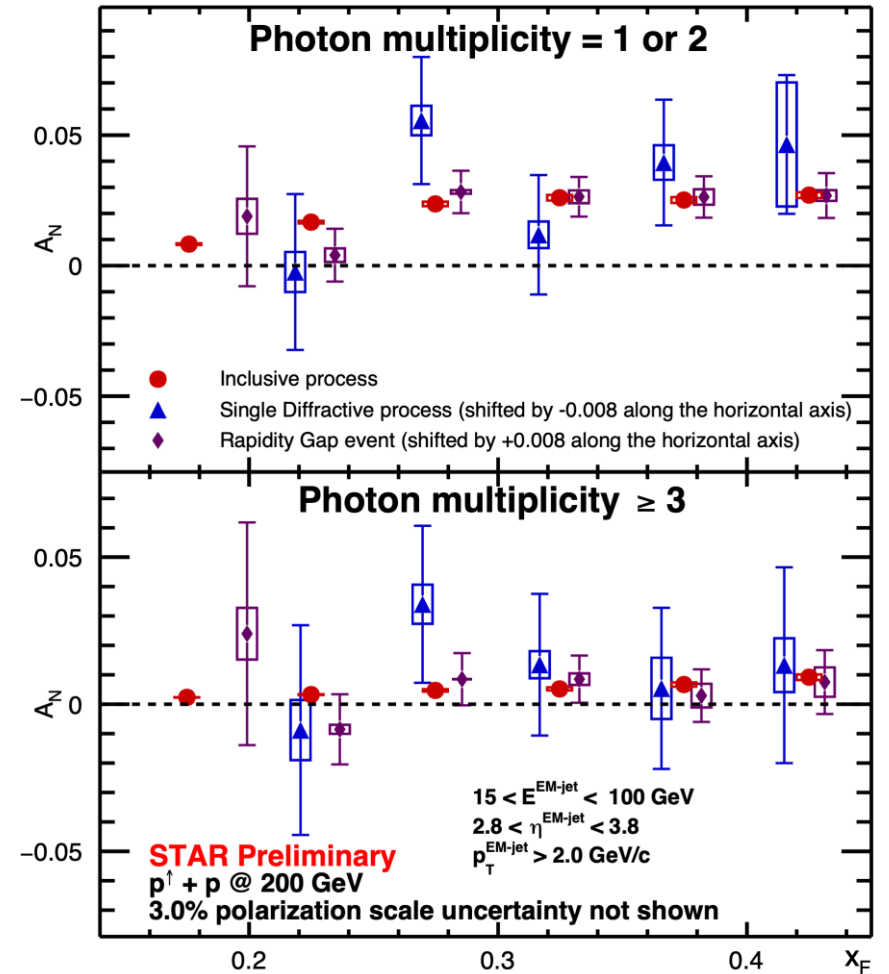 Photon multiplicity = 1 or 2
0.05
A_N
0
−0.05
Inclusive process
Single Diffractive process (shifted by -0.008 along the horizontal axis)
Rapidity Gap event (shifted by +0.008 along the horizontal axis)
Photon multiplicity ≥ 3
0.05
A_N
0
−0.05
15 < E^EM-jet < 100 GeV
2.8 < η^EM-jet < 3.8
p_T^EM-jet > 2.0 GeV/c
STAR Preliminary
p^↑ + p @ 200 GeV
3.0% polarization scale uncertainty not shown
0.2 0.3 0.4 x_F